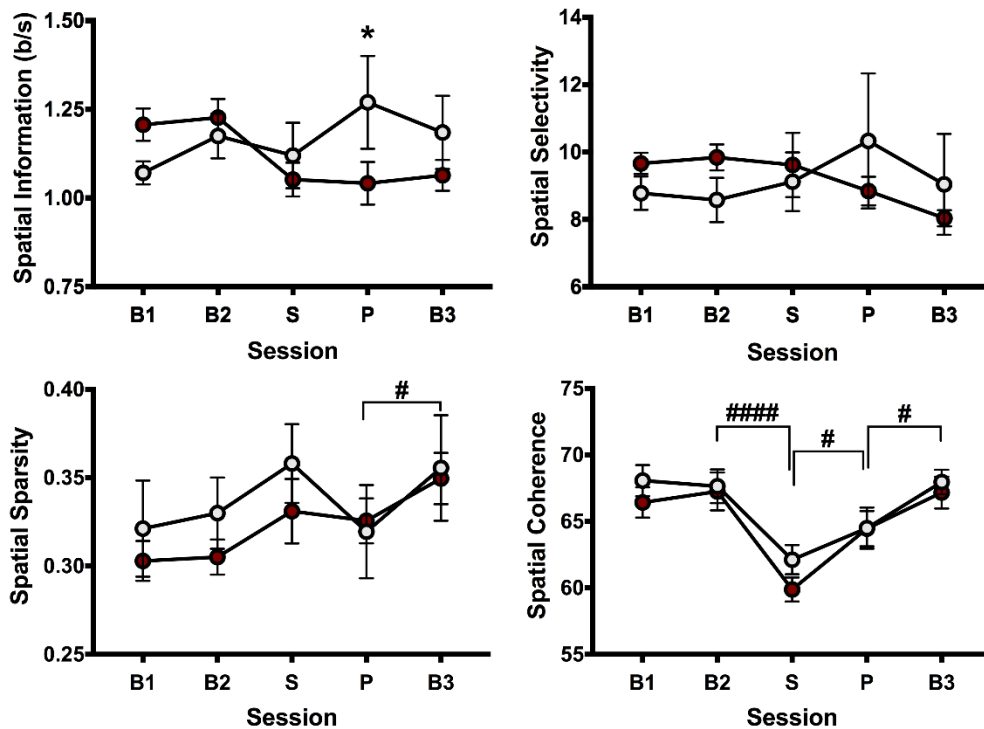 Spatial Information (b/s)
1.50
1.25
1.00
0.75
*
B1 B2 S P B3
Session
Spatial Selectivity
14
12
10
8
6
B1 B2 S P B3
Session
Spatial Sparsity
0.40
0.35
0.30
0.25
#
B1 B2 S P B3
Session
Spatial Coherence
75
70
65
60
55
####
#
#
B1 B2 S P B3
Session